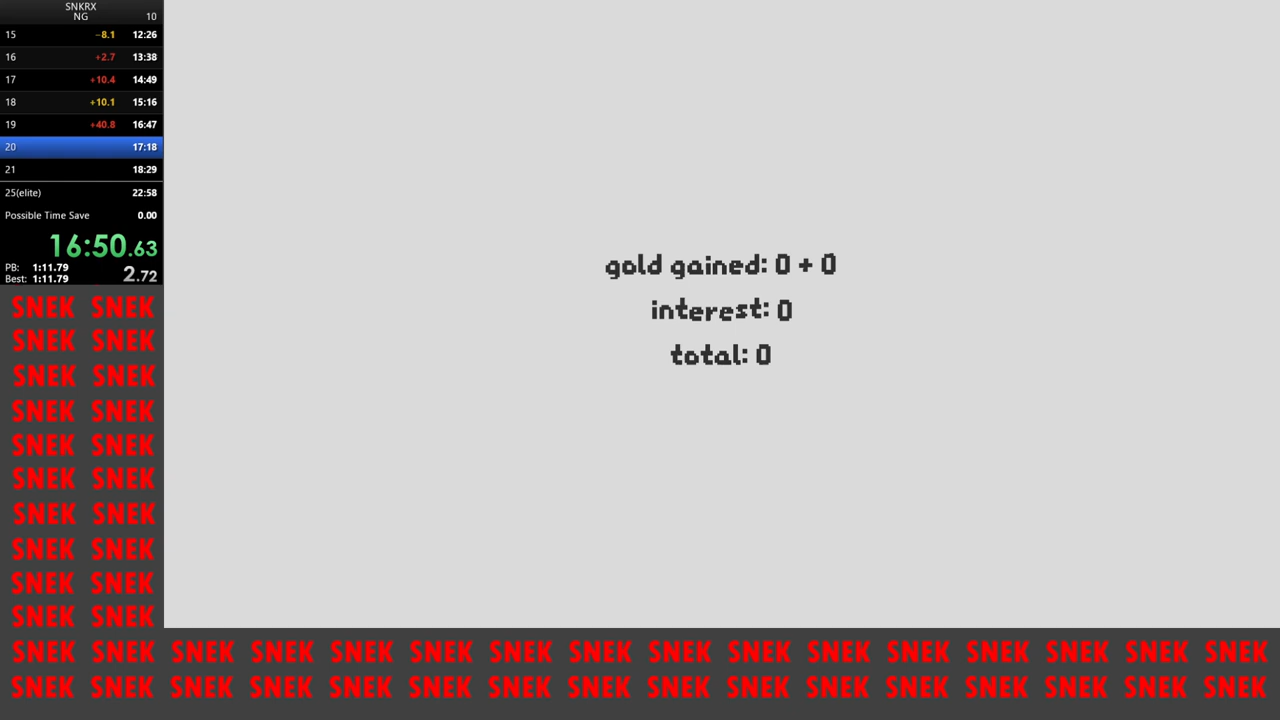 SNKRX
NG 10
15 -8.1 12:26
16 +2.7 13:38
17 +10.4 14:49
18 +10.1 15:16
19 +40.8 16:47
20 17:18
21 18:29
25(elite) 22:58
Possible Time Save 0.00
16:50.63
PB: 1:11.79
Best: 1:11.79 2.72
gold gained: 0 + 0
interest: 0
total: 0
SNEK SNEK
SNEK SNEK
SNEK SNEK
SNEK SNEK
SNEK SNEK
SNEK SNEK
SNEK SNEK
SNEK SNEK
SNEK SNEK
SNEK SNEK
SNEK SNEK SNEK SNEK SNEK SNEK SNEK SNEK SNEK SNEK SNEK SNEK SNEK SNEK SNEK SNEK
SNEK SNEK SNEK SNEK SNEK SNEK SNEK SNEK SNEK SNEK SNEK SNEK SNEK SNEK SNEK SNEK